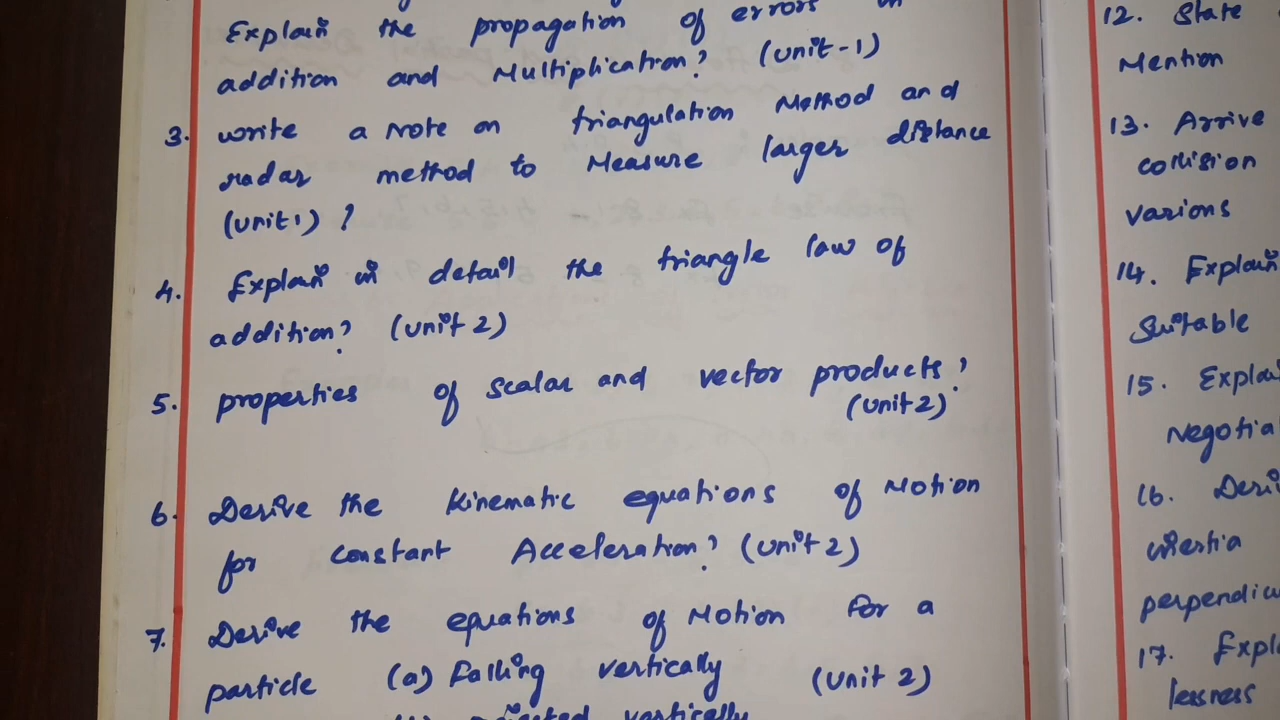 Explain the propagation of errors in
addition and Multiplication? (unit-1)
3. write a note on triangulation Method and
radar method to Measure larger distance
(unit 1) ?
4. Explain in detail the triangle law of
addition? (unit 2)
5. properties of scalar and vector products?
(unit 2)
6. Derive the kinematic equations of Motion
for constant Acceleration? (unit 2)
7. Derive the equations of Motion for a
particle (a) falling vertically (unit 2)
vertically
12. State
Mention
13. Arrive
collision
various
14. Explain
Suitable
15. Explai
Negotia
16. Deri
inertia
perpendicu
17. Expl
lessness